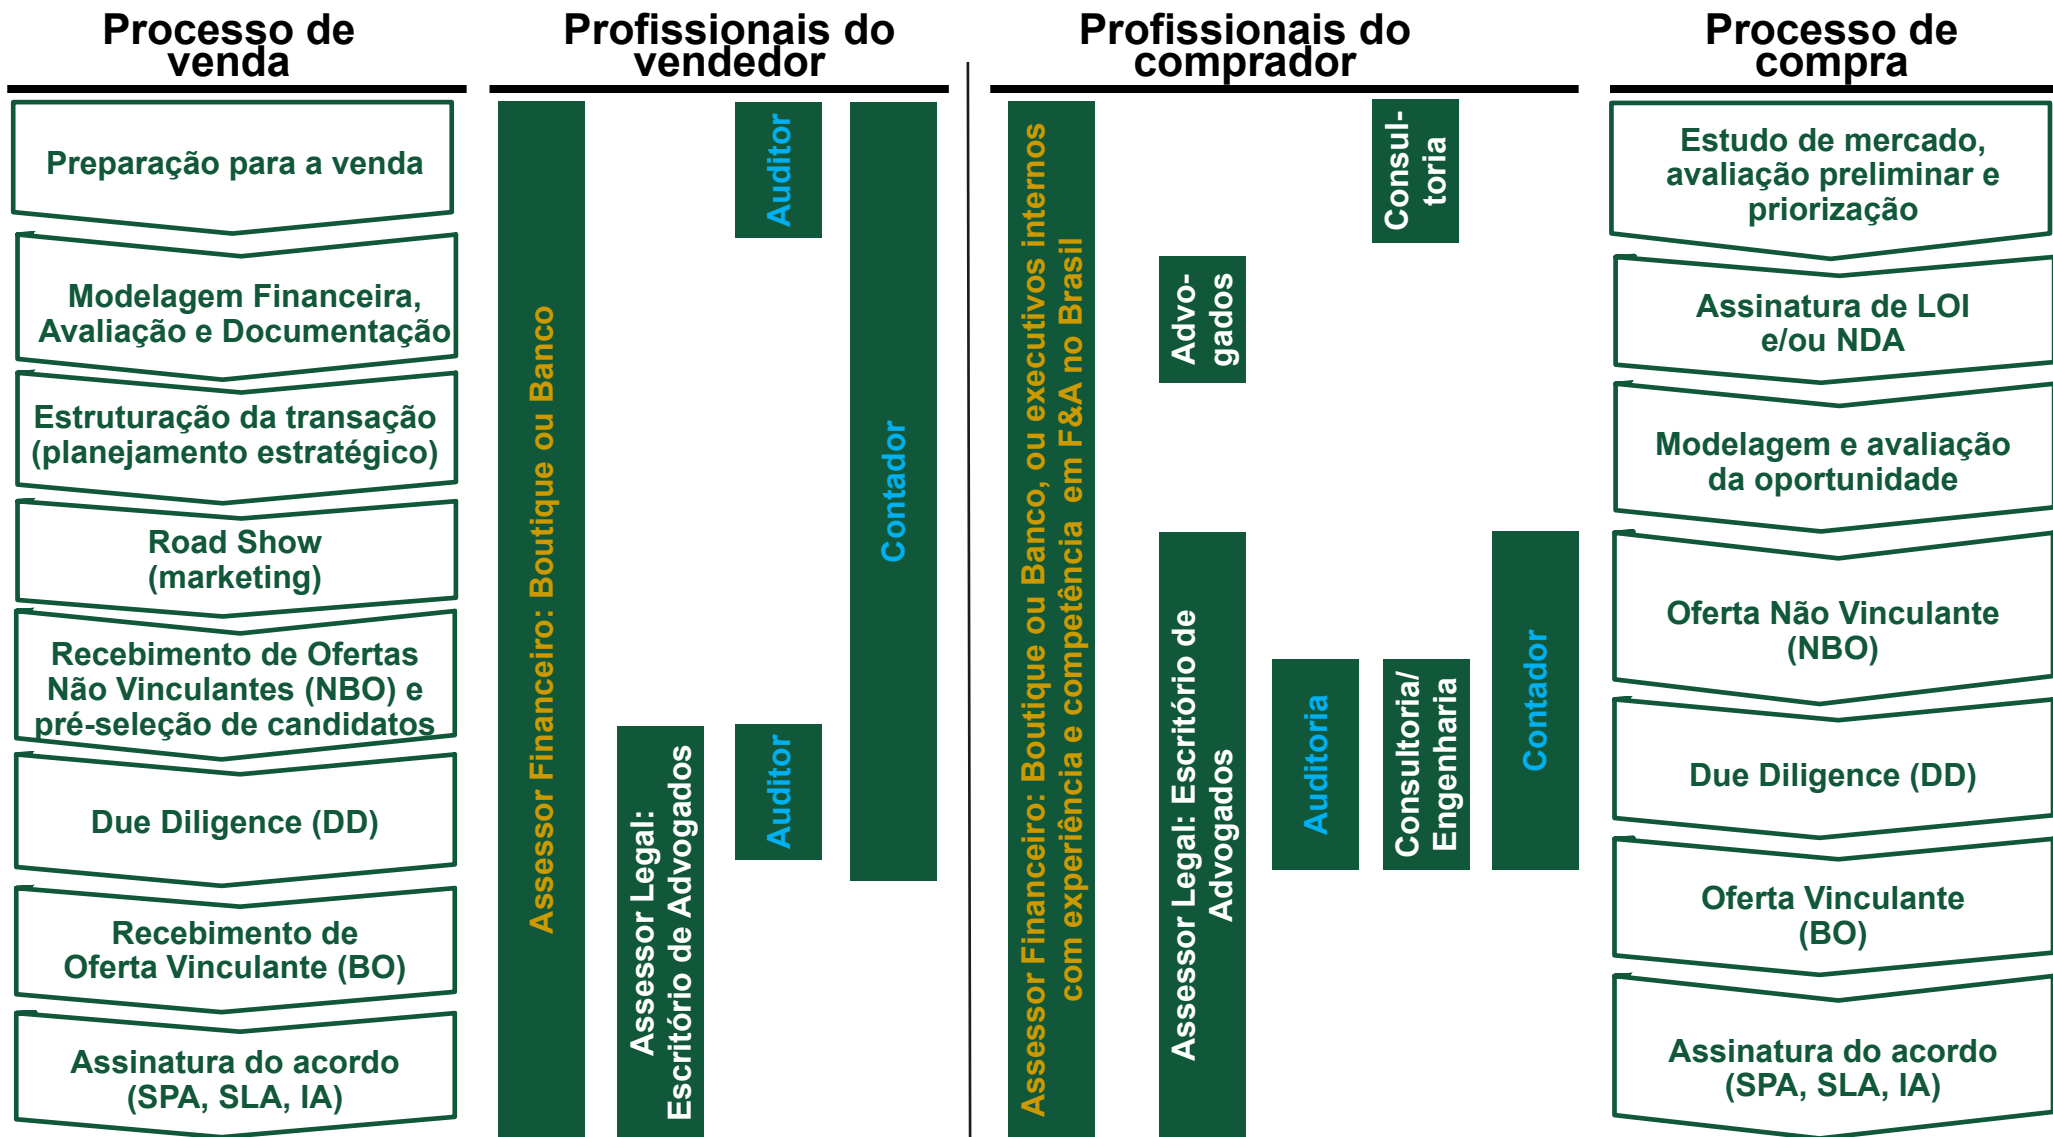 Processo de
venda
Profissionais do
vendedor
Profissionais do
comprador
Processo de
compra
Preparação para a venda
Modelagem Financeira,
Avaliação e Documentação
Estruturação da transação
(planejamento estratégico)
Road Show
(marketing)
Recebimento de Ofertas
Não Vinculantes (NBO) e
pré-seleção de candidatos
Due Diligence (DD)
Recebimento de
Oferta Vinculante (BO)
Assinatura do acordo
(SPA, SLA, IA)
Assessor Financeiro: Boutique ou Banco
Assessor Legal:
Escritório de Advogados
Auditor
Auditor
Contador
Assessor Financeiro: Boutique ou Banco, ou executivos internos
com experiência e competência em F&A no Brasil
Advo-
gados
Assessor Legal: Escritório de
Advogados
Auditoria
Consul-
toria
Consultoria/
Engenharia
Contador
Estudo de mercado,
avaliação preliminar e
priorização
Assinatura de LOI
e/ou NDA
Modelagem e avaliação
da oportunidade
Oferta Não Vinculante
(NBO)
Due Diligence (DD)
Oferta Vinculante
(BO)
Assinatura do acordo
(SPA, SLA, IA)